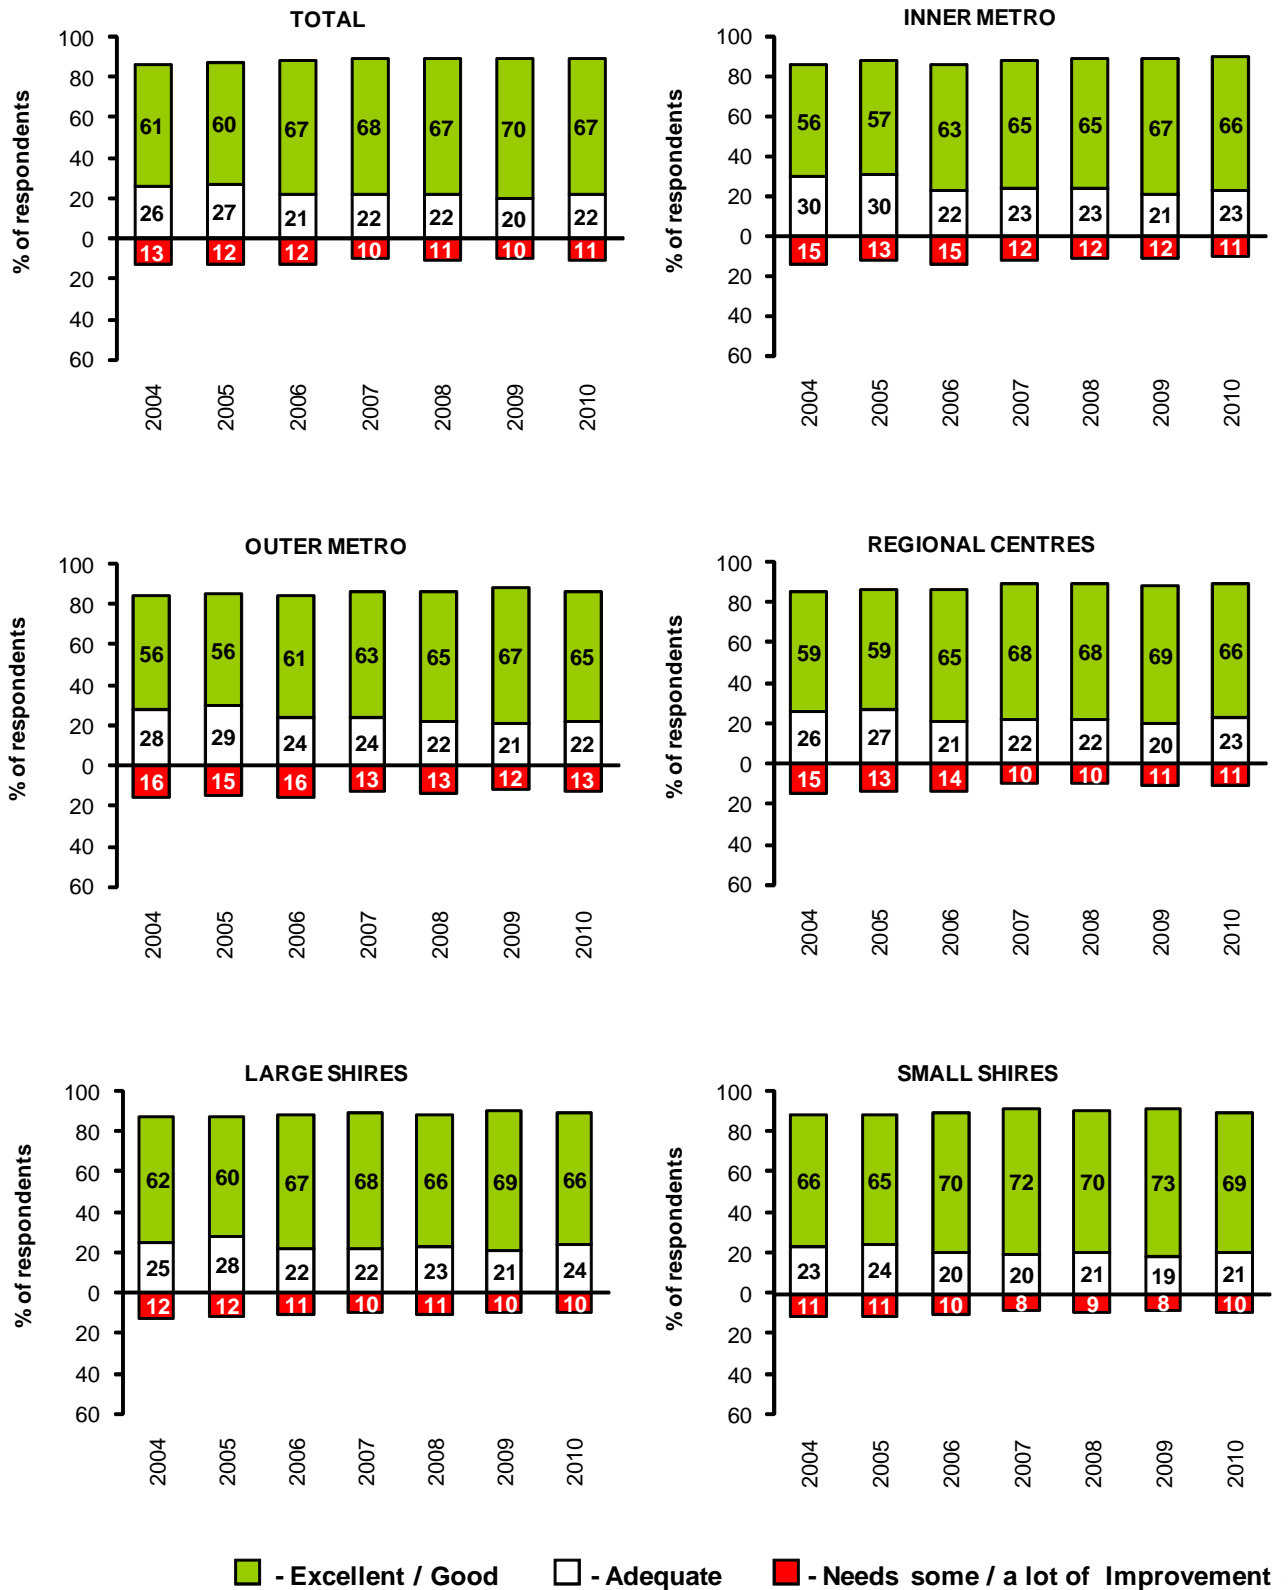 TOTAL
% of respondents
100
80
60
40
20
0
20
40
60
61 60 67 68 67 70 67
26 27 21 22 22 20 22
13 12 12 10 11 10 11
2004 2005 2006 2007 2008 2009 2010
INNER METRO
% of respondents
100
80
60
40
20
0
20
40
60
56 57 63 65 65 67 66
30 30 22 23 23 21 23
15 13 15 12 12 12 11
2004 2005 2006 2007 2008 2009 2010
OUTER METRO
% of respondents
100
80
60
40
20
0
20
40
60
56 56 61 63 65 67 65
28 29 24 24 22 21 22
16 15 16 13 13 12 13
2004 2005 2006 2007 2008 2009 2010
REGIONAL CENTRES
% of respondents
100
80
60
40
20
0
20
40
60
59 59 65 68 68 69 66
26 27 21 22 22 20 23
15 13 14 10 10 11 11
2004 2005 2006 2007 2008 2009 2010
LARGE SHIRES
% of respondents
100
80
60
40
20
0
20
40
60
62 60 67 68 66 69 66
25 28 22 22 23 21 24
12 12 11 10 11 10 10
2004 2005 2006 2007 2008 2009 2010
SMALL SHIRES
% of respondents
100
80
60
40
20
0
20
40
60
66 65 70 72 70 73 69
23 24 20 20 21 19 21
11 11 10 8 9 8 10
2004 2005 2006 2007 2008 2009 2010
- Excellent / Good - Adequate - Needs some / a lot of Improvement